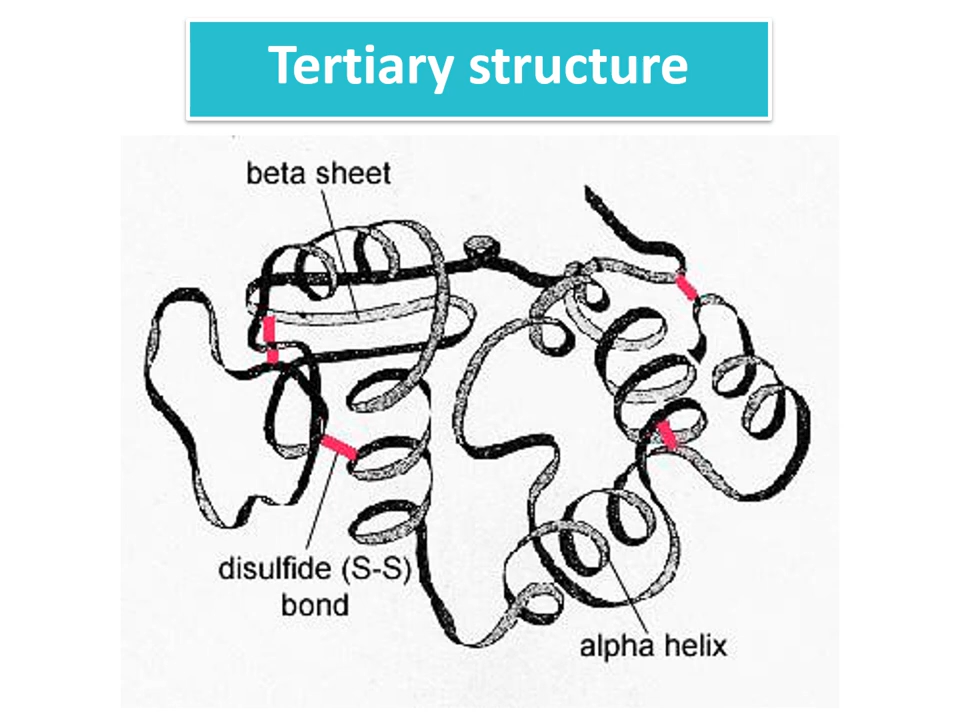 Tertiary structure
beta sheet
disulfide (S-S)
bond
alpha helix